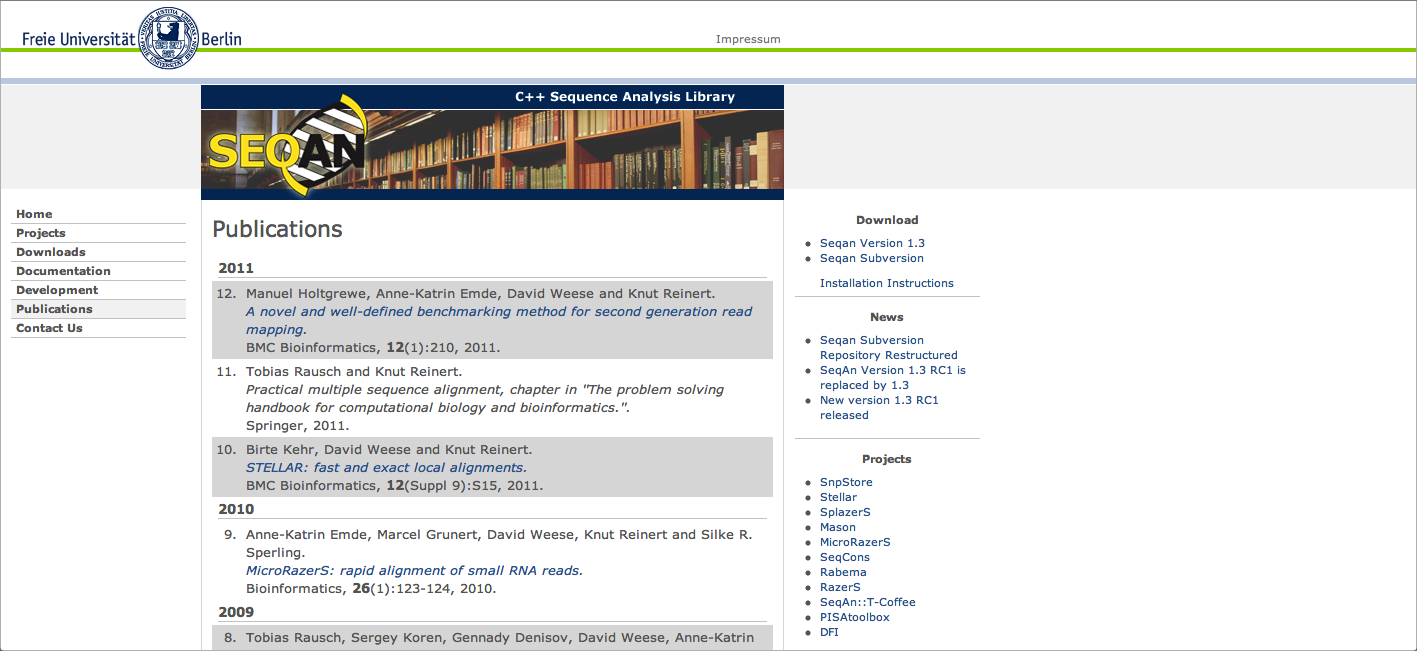 Freie Universität Berlin
Impressum
C++ Sequence Analysis Library
SEQAN
Home
Projects
Downloads
Documentation
Development
Publications
Contact Us
Publications
2011
12. Manuel Holtgrewe, Anne-Katrin Emde, David Weese and Knut Reinert.
A novel and well-defined benchmarking method for second generation read
mapping.
BMC Bioinformatics, 12(1):210, 2011.
11. Tobias Rausch and Knut Reinert.
Practical multiple sequence alignment, chapter in "The problem solving
handbook for computational biology and bioinformatics.".
Springer, 2011.
10. Birte Kehr, David Weese and Knut Reinert.
STELLAR: fast and exact local alignments.
BMC Bioinformatics, 12(Suppl 9):S15, 2011.
2010
9. Anne-Katrin Emde, Marcel Grunert, David Weese, Knut Reinert and Silke R.
Sperling.
MicroRazerS: rapid alignment of small RNA reads.
Bioinformatics, 26(1):123-124, 2010.
2009
8. Tobias Rausch, Sergey Koren, Gennady Denisov, David Weese, Anne-Katrin
Download
Seqan Version 1.3
Seqan Subversion
Installation Instructions
News
Seqan Subversion
Repository Restructured
SeqAn Version 1.3 RC1 is
replaced by 1.3
New version 1.3 RC1
released
Projects
SnpStore
Stellar
SplazerS
Mason
MicroRazerS
SeqCons
Rabema
RazerS
SeqAn::T-Coffee
PISAtoolbox
DFI